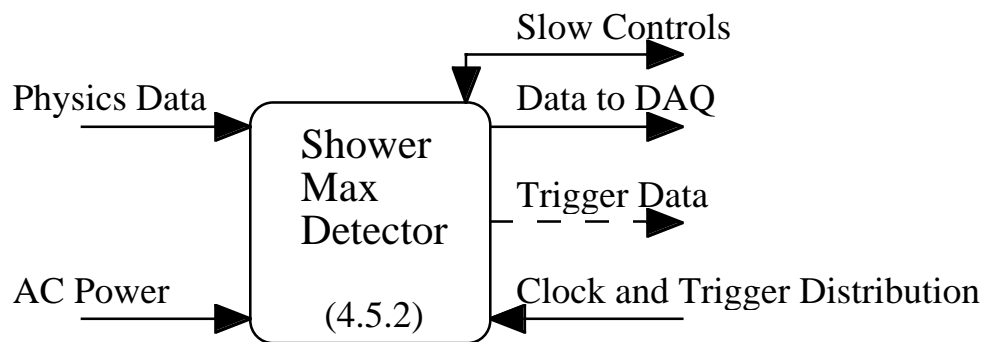 Slow Controls
Physics Data
Data to DAQ
Shower
Max
Detector
Trigger Data
AC Power
(4.5.2)
Clock and Trigger Distribution